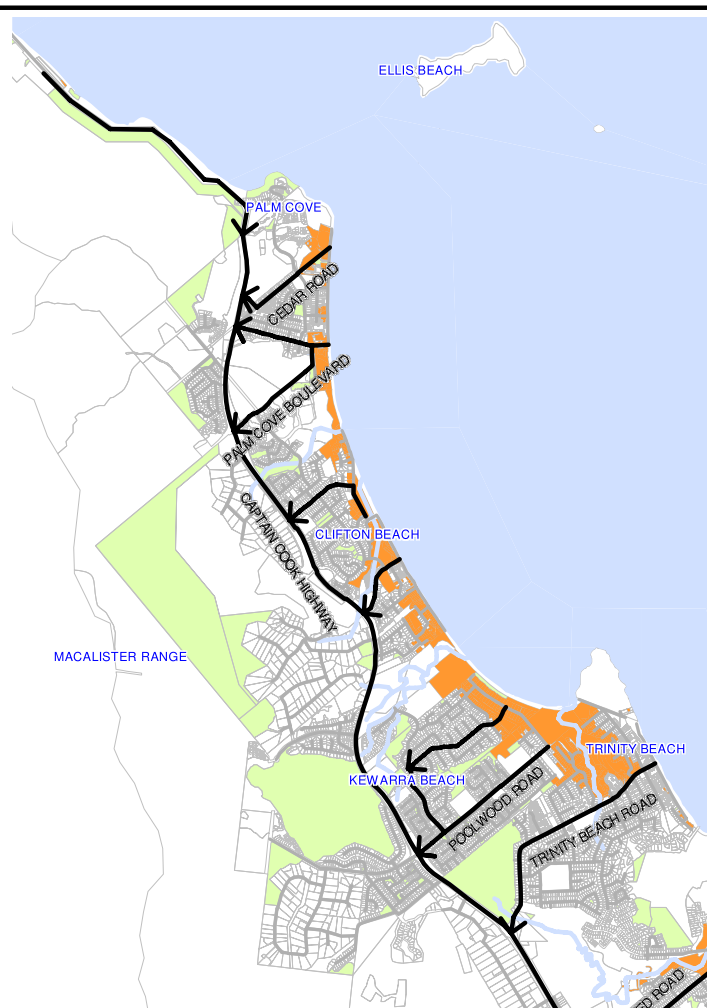 ELLIS BEACH
PALM COVE
CEDAR ROAD
PALM COVE BOULEVARD
CAPTAIN COOK HIGHWAY
CLIFTON BEACH
MACALISTER RANGE
TRINITY BEACH
KEWARRA BEACH
POOLWOOD ROAD
TRINITY BEACH ROAD
ROAD